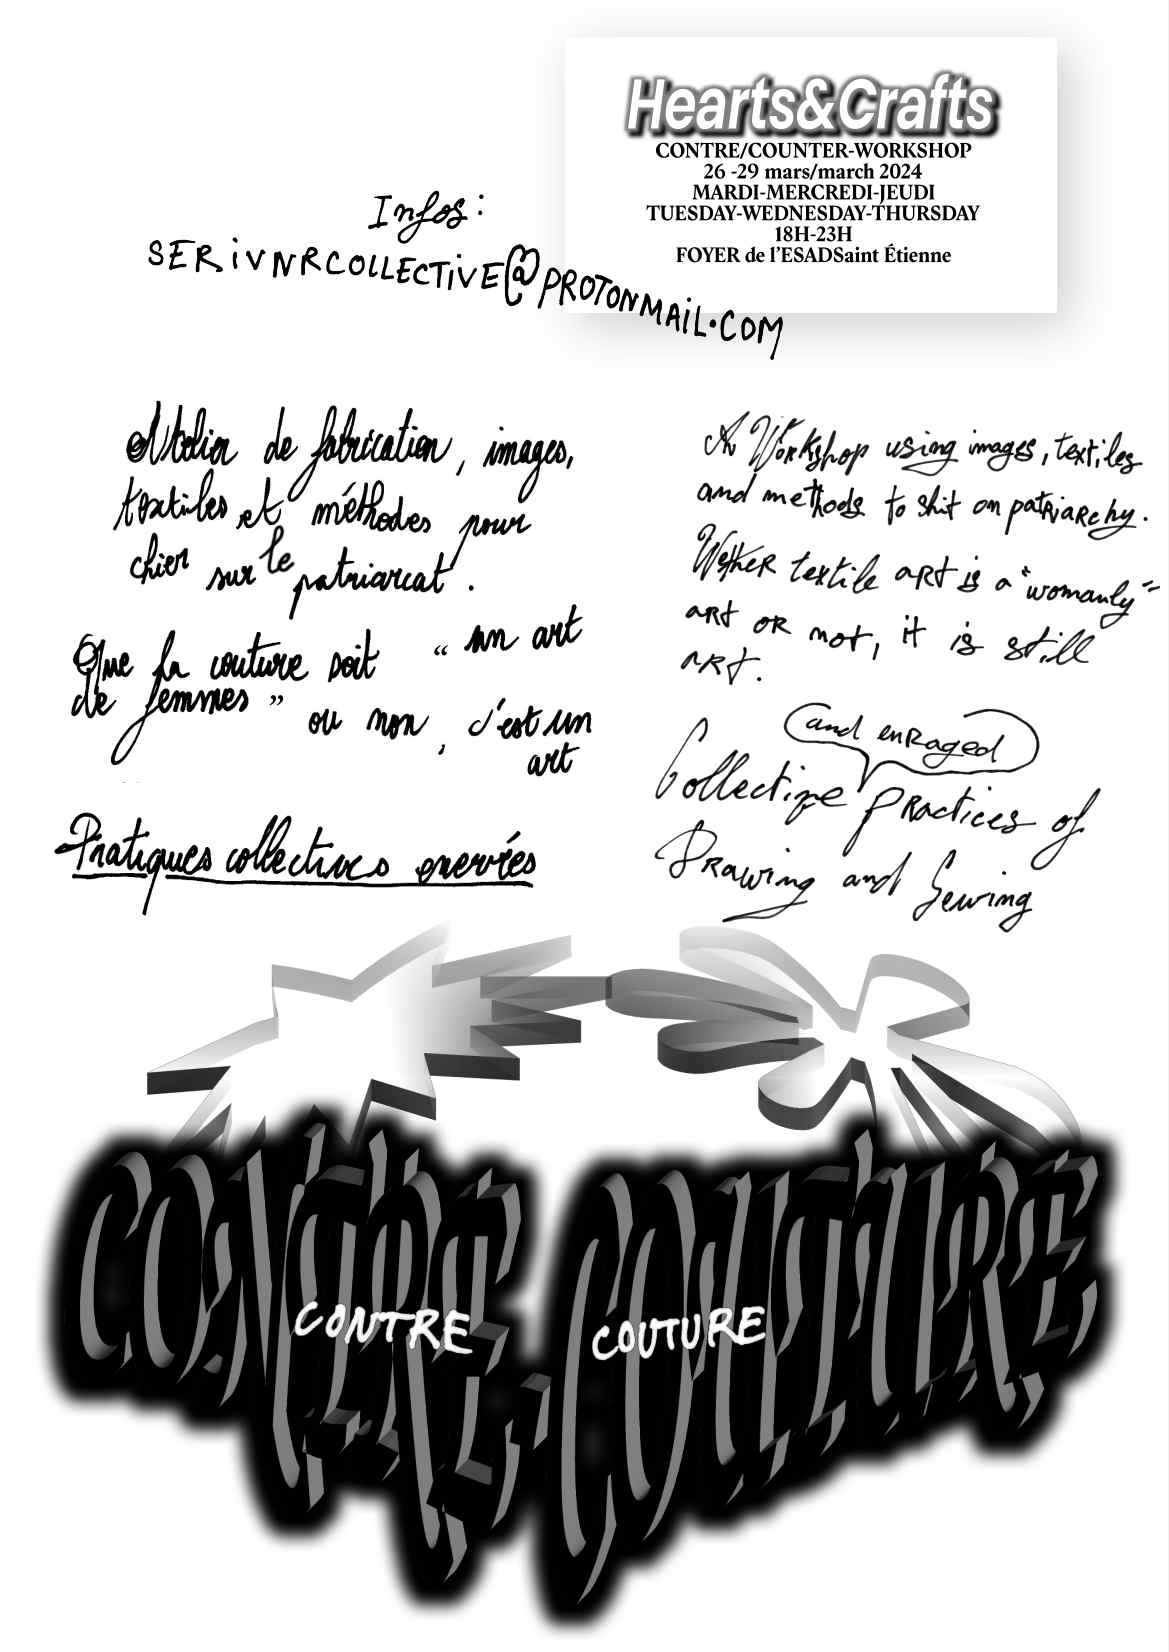 Hearts&Crafts
CONTRE/COUNTER-WORKSHOP
26 -29 mars/march 2024
MARDI-MERCREDI-JEUDI
TUESDAY-WEDNESDAY-THURSDAY
18H-23H
FOYER de l'ESADSaint Étienne
Infos:
SERiVNRCOLLECTiVE@PROTONMAiL.COM
Atelier de fabrication, images,
textiles et méthodes pour
chier sur le patriarcat.
Que la couture soit “ un art
de femmes ” ou non, c'est un
art
Pratiques collectives enervées
A Workshop using images, textiles
and methods to shit on patriarchy.
Wether textile art is a "womanly"
art or not, it is still
art.
and enraged
Collective practices of
Drawing and Sewing
CONTRE-COUTURE
CONTRE COUTURE